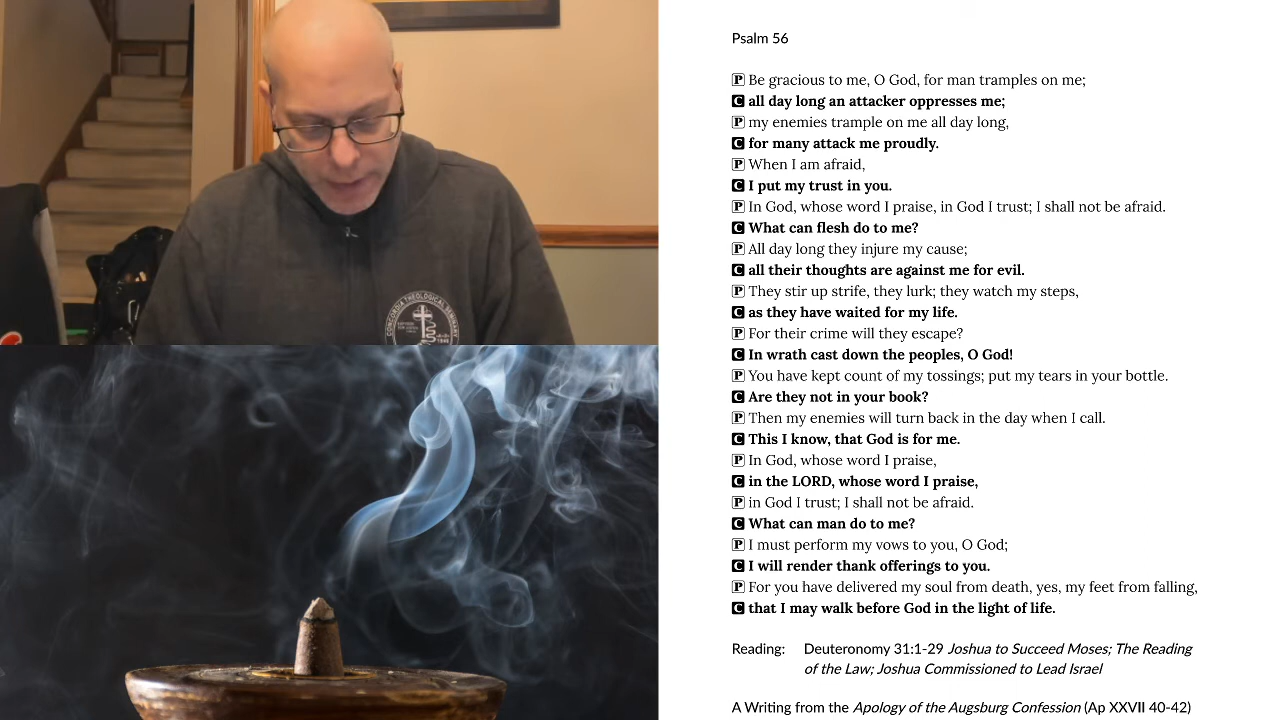 CONCORDIA THEOLOGICAL SEMINARY
Psalm 56
P Be gracious to me, O God, for man tramples on me;
C all day long an attacker oppresses me;
P my enemies trample on me all day long,
C for many attack me proudly.
P When I am afraid,
C I put my trust in you.
P In God, whose word I praise, in God I trust; I shall not be afraid.
C What can flesh do to me?
P All day long they injure my cause;
C all their thoughts are against me for evil.
P They stir up strife, they lurk; they watch my steps,
C as they have waited for my life.
P For their crime will they escape?
C In wrath cast down the peoples, O God!
P You have kept count of my tossings; put my tears in your bottle.
C Are they not in your book?
P Then my enemies will turn back in the day when I call.
C This I know, that God is for me.
P In God, whose word I praise,
C in the LORD, whose word I praise,
P in God I trust; I shall not be afraid.
C What can man do to me?
P I must perform my vows to you, O God;
C I will render thank offerings to you.
P For you have delivered my soul from death, yes, my feet from falling,
C that I may walk before God in the light of life.
Reading: Deuteronomy 31:1-29 Joshua to Succeed Moses; The Reading
of the Law; Joshua Commissioned to Lead Israel
A Writing from the Apology of the Augsburg Confession (Ap XXVII 40-42)